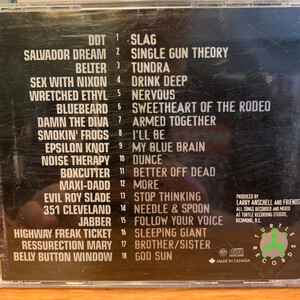 DDT 1 SLAG
SALVADOR DREAM 2 SINGLE GUN THEORY
BELTER 3 TUNDRA
SEX WITH NIXON 4 DRINK DEEP
WRETCHED ETHYL 5 NERVOUS
BLUEBEARD 6 SWEETHEART OF THE RODEO
DAMN THE DIVA 7 ARMED TOGETHER
SMOKIN' FROGS 8 I'LL BE
EPSILON KNOT 9 MY BLUE BRAIN
NOISE THERAPY 10 DUNCE
BOXCUTTER 11 BETTER OFF DEAD
MAXI-DADD 12 MORE
EVIL ROY SLADE 13 STOP THINKING
351 CLEVELAND 14 NEEDLE & SPOON
JABBER 15 FOLLOW YOUR VOICE
HIGHWAY FREAK TICKET 16 SLEEPING GIANT
RESSURECTION MARY 17 BROTHER/SISTER
BELLY BUTTON WINDOW 18 GOD SUN
PRODUCED BY
LARRY ANSCHELL AND FRIENDS
ALL SONGS RECORDED AND MIXED
AT TURTLE RECORDING STUDIOS,
RICHMOND, B.C.
MADE IN CANADA
TURTLE
RECORDS